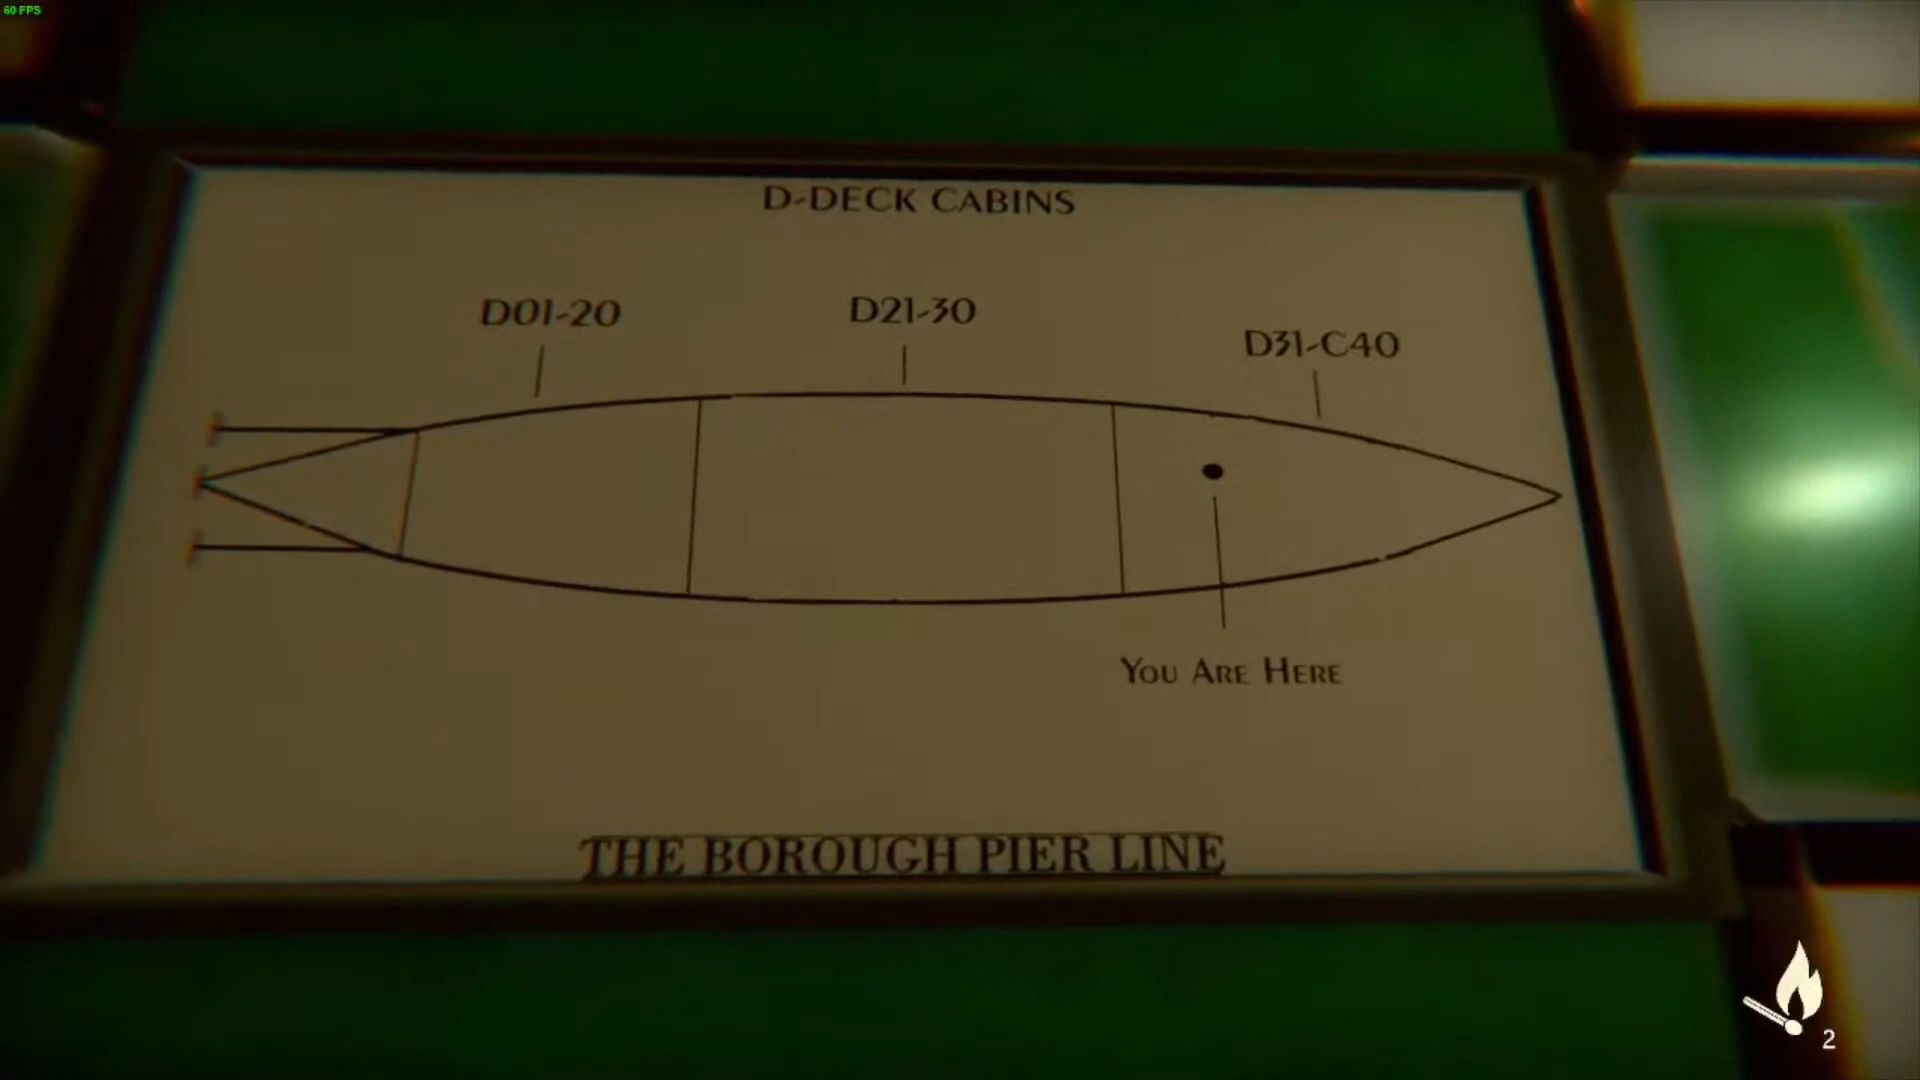 60 FPS
D-DECK CABINS
D01-20
D21-30
D31-C40
YOU ARE HERE
THE BOROUGH PIER LINE
2